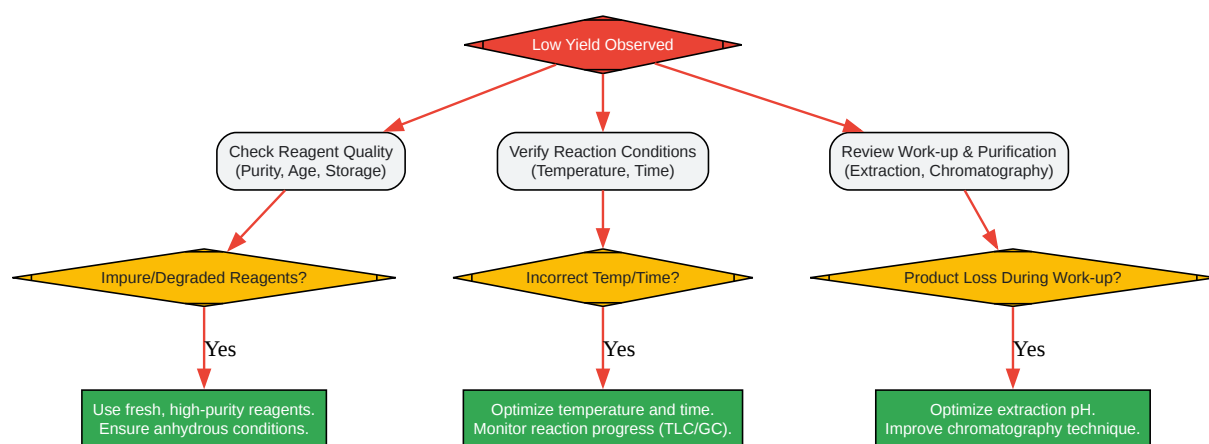 Low Yield Observed
Check Reagent Quality
(Purity, Age, Storage)
Verify Reaction Conditions
(Temperature, Time)
Review Work-up & Purification
(Extraction, Chromatography)
Impure/Degraded Reagents?
Incorrect Temp/Time?
Product Loss During Work-up?
Yes
Yes
Yes
Use fresh, high-purity reagents.
Ensure anhydrous conditions.
Optimize temperature and time.
Monitor reaction progress (TLC/GC).
Optimize extraction pH.
Improve chromatography technique.